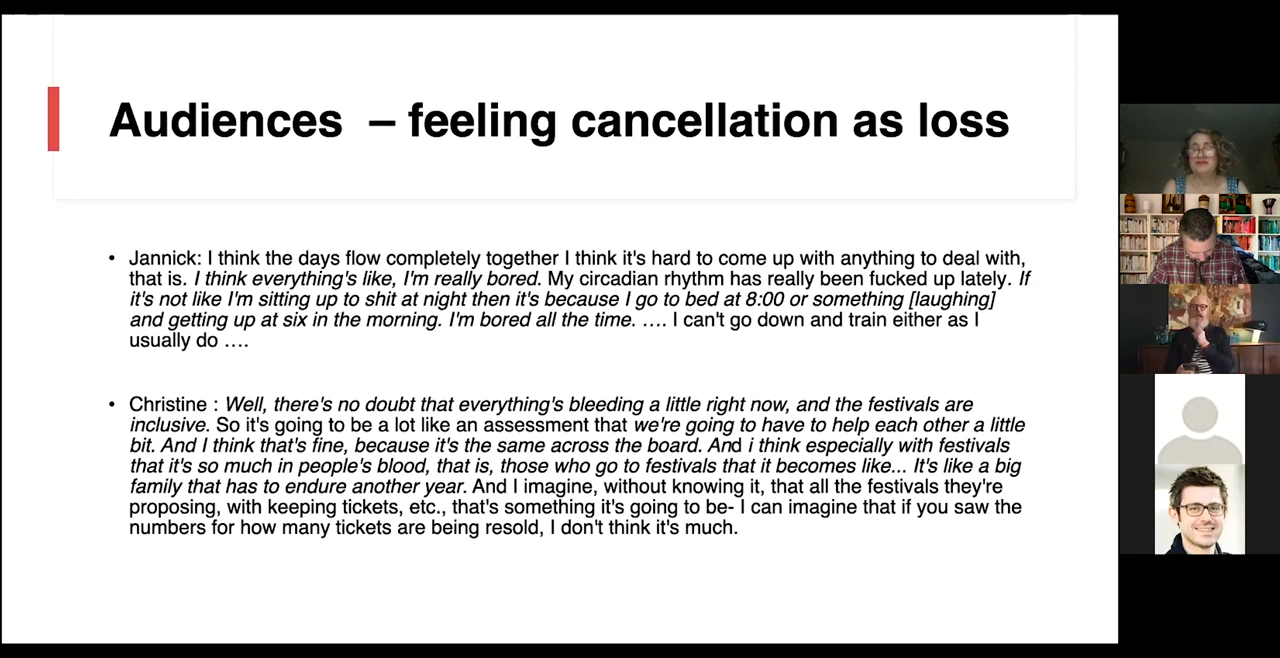 Audiences – feeling cancellation as loss
• Jannick: I think the days flow completely together I think it's hard to come up with anything to deal with,
that is. I think everything's like, I'm really bored. My circadian rhythm has really been fucked up lately. If
it's not like I'm sitting up to shit at night then it's because I go to bed at 8:00 or something [laughing]
and getting up at six in the morning. I'm bored all the time. …. I can't go down and train either as I
usually do ….
• Christine : Well, there's no doubt that everything's bleeding a little right now, and the festivals are
inclusive. So it's going to be a lot like an assessment that we're going to have to help each other a little
bit. And I think that's fine, because it's the same across the board. And i think especially with festivals
that it's so much in people's blood, that is, those who go to festivals that it becomes like... It's like a big
family that has to endure another year. And I imagine, without knowing it, that all the festivals they're
proposing, with keeping tickets, etc., that's something it's going to be- I can imagine that if you saw the
numbers for how many tickets are being resold, I don't think it's much.